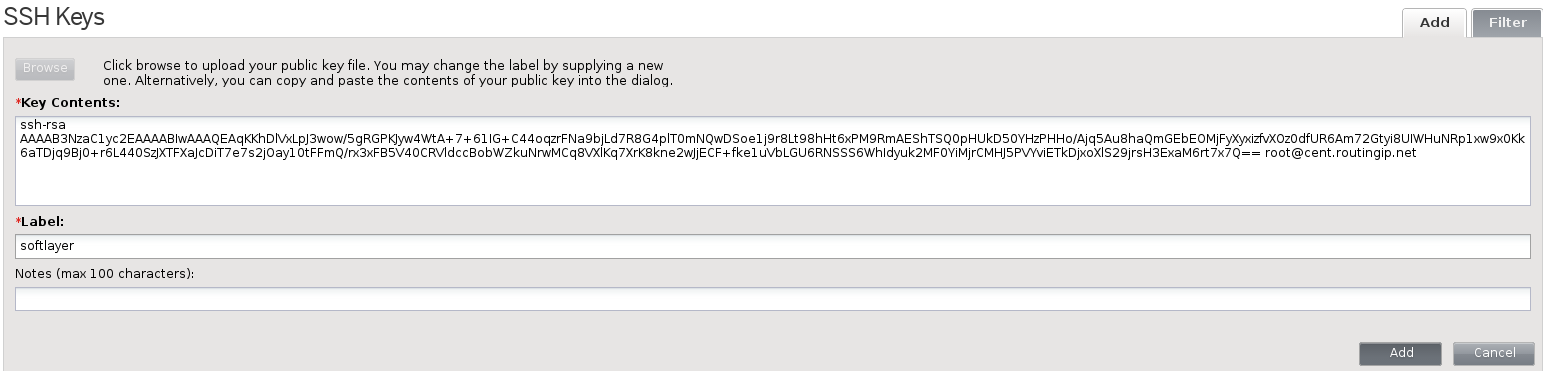 SSH Keys
Add
Filter
Browse
Click browse to upload your public key file. You may change the label by supplying a new
one. Alternatively, you can copy and paste the contents of your public key into the dialog.
*Key Contents:
ssh-rsa
AAAAB3NzaC1yc2EAAAABIwAAAQEAqKKhDlVxLpJ3wow/5gRGPKJyw4WtA+7+61IG+C44oqzrFNa9bjLd7R8G4plT0mNQwDSoe1j9r8Lt98hHt6xPM9RmAEShTSQ0pHUkD50YHzPHHo/Ajq5Au8haQmGEbEOMjFyXyxizfvXOz0dfUR6Am72Gtyi8UIWHuNRp1xw9x0Kk
6aTDjq9Bj0+r6L440SzJXTFXaJcDiT7e7s2jOay10tFFmQ/rx3xFB5V40CRVldccBobWZkuNrwMCq8VXlKq7XrK8kne2wJjECF+fke1uVbLGU6RNSSS6WhIdyuk2MF0YiMjrCMHJ5PVYviETkDjxoXlS29jrsH3ExaM6rt7x7Q== root@cent.routingip.net
*Label:
softlayer
Notes (max 100 characters):
Add
Cancel